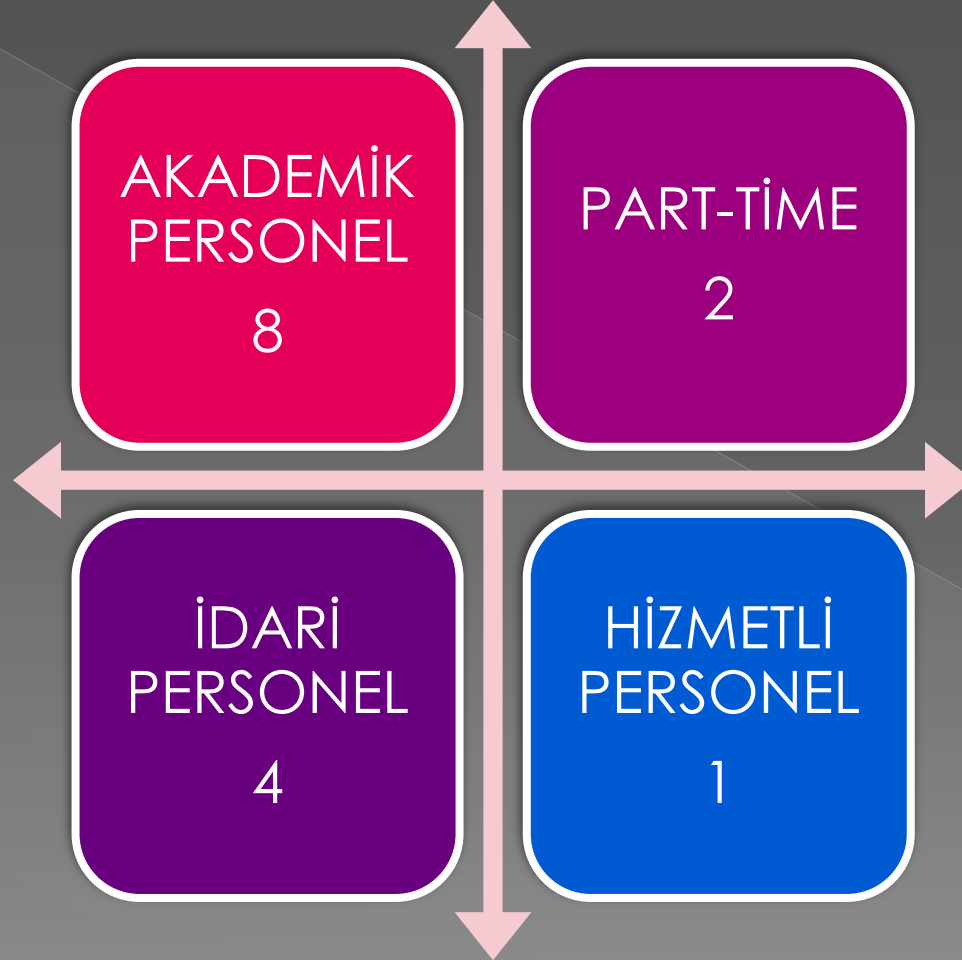 AKADEMİK
PERSONEL
8
PART-TİME
2
İDARİ
PERSONEL
4
HİZMETLİ
PERSONEL
1